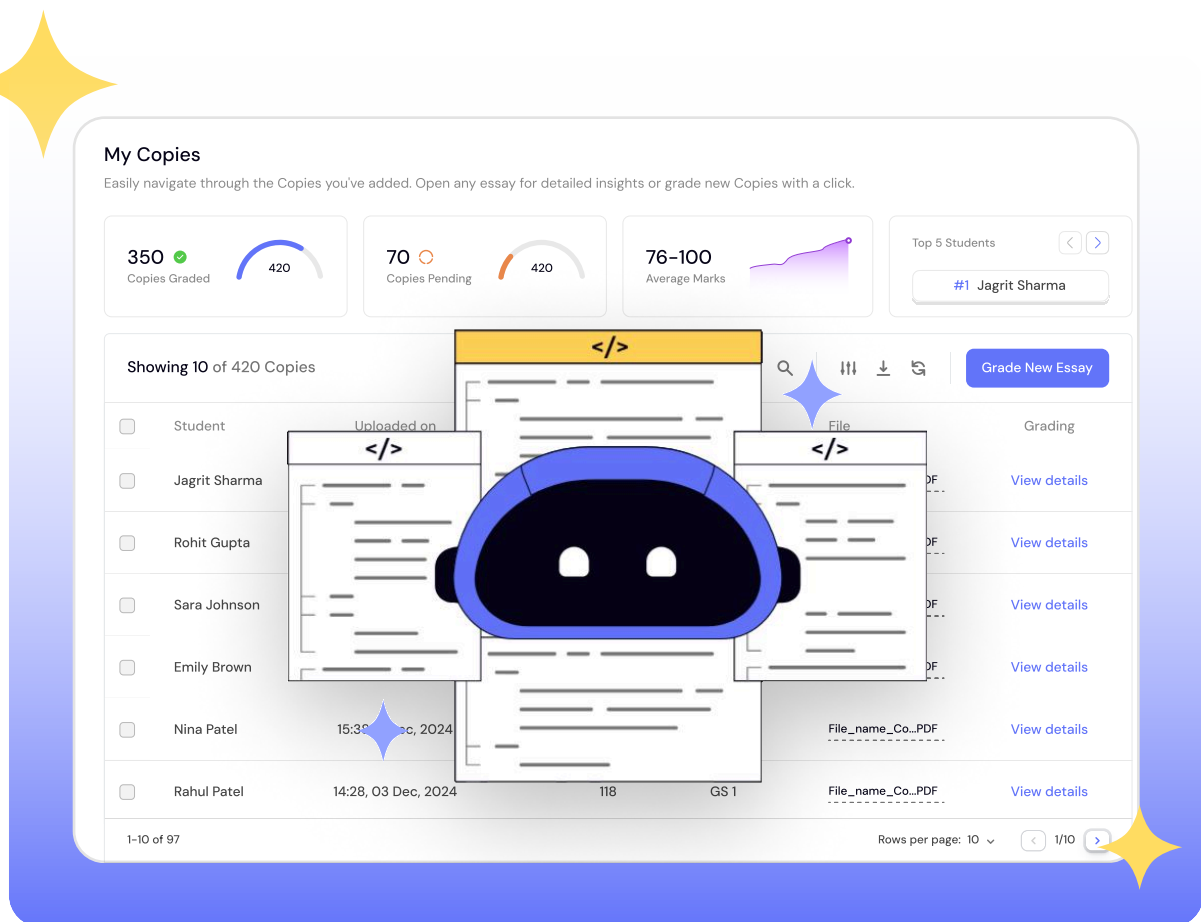 My Copies
Easily navigate through the Copies you've added. Open any essay for detailed insights or grade new Copies with a click.
350
Copies Graded
420
70
Copies Pending
420
76-100
Average Marks
Top 5 Students
#1 Jagrit Sharma
Showing 10 of 420 Copies
Grade New Essay
</>
Student Uploaded on File Grading
</> </>
Jagrit Sharma View details
Rohit Gupta View details
Sara Johnson View details
Emily Brown View details
Nina Patel 2024 File_name_Co...PDF View details
Rahul Patel 14:28, 03 Dec, 2024 118 GS 1 File_name_Co...PDF View details
1-10 of 97 Rows per page: 10 1/10